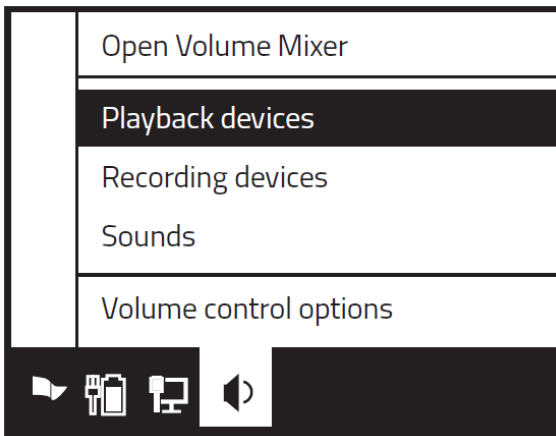 Open Volume Mixer
Playback devices
Recording devices
Sounds
Volume control options